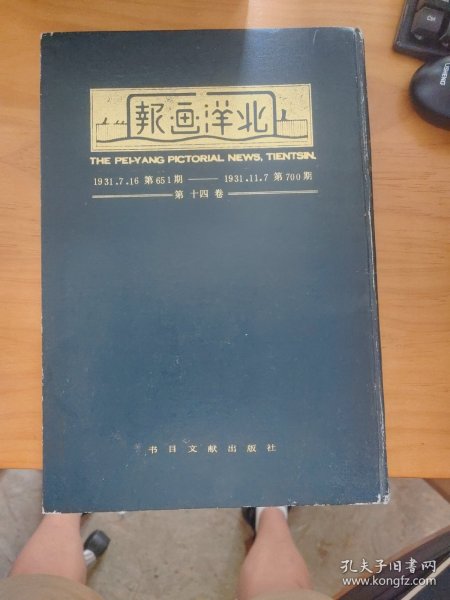 北洋画報
THE PEI-YANG PICTORIAL NEWS, TIENTSIN.
1931.7.16 第651期 —— 1931.11.7 第700期
第十四卷
书目文献出版社
孔夫子旧书网
www.kongfz.com